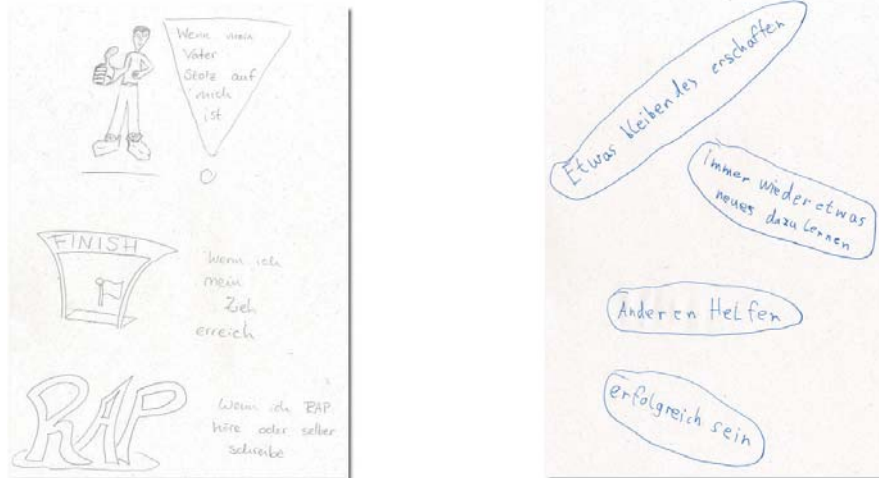 Wenn mein
Vater
Stolz auf
mich
ist
FINISH
Wenn ich
mein
Zieh
erreich
RAP
Wenn ich RAP
höre oder selber
schreibe
Etwas bleibendes erschaffen
Immer wieder etwas
neues dazu Lernen
Anderen Helfen
erfolgreich sein